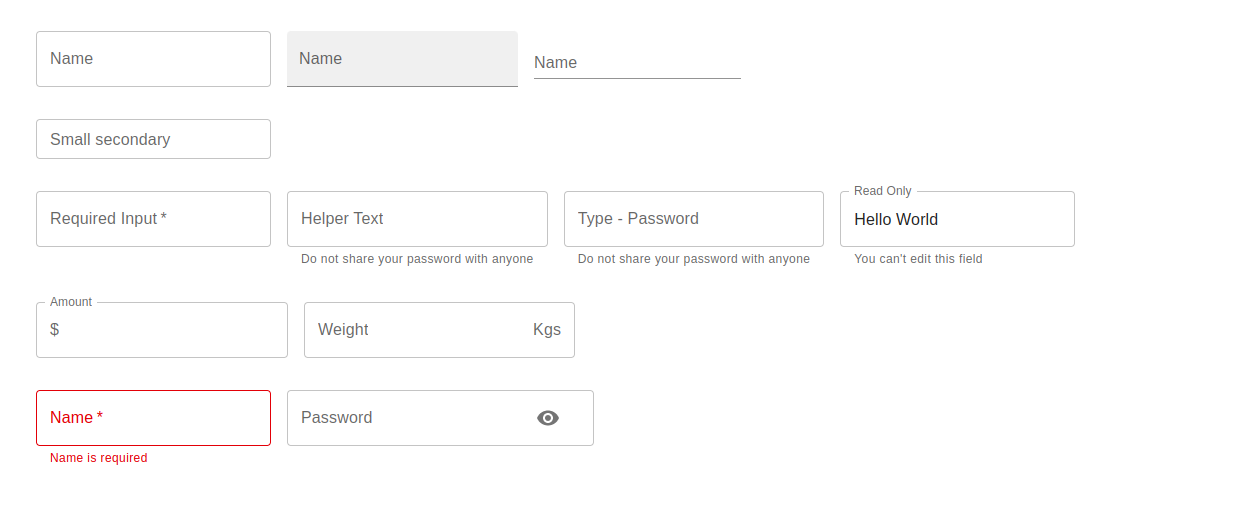 Name
Name
Name
Small secondary
Required Input *
Helper Text
Do not share your password with anyone
Type - Password
Do not share your password with anyone
Read Only
Hello World
You can't edit this field
Amount
$
Weight
Kgs
Name *
Name is required
Password